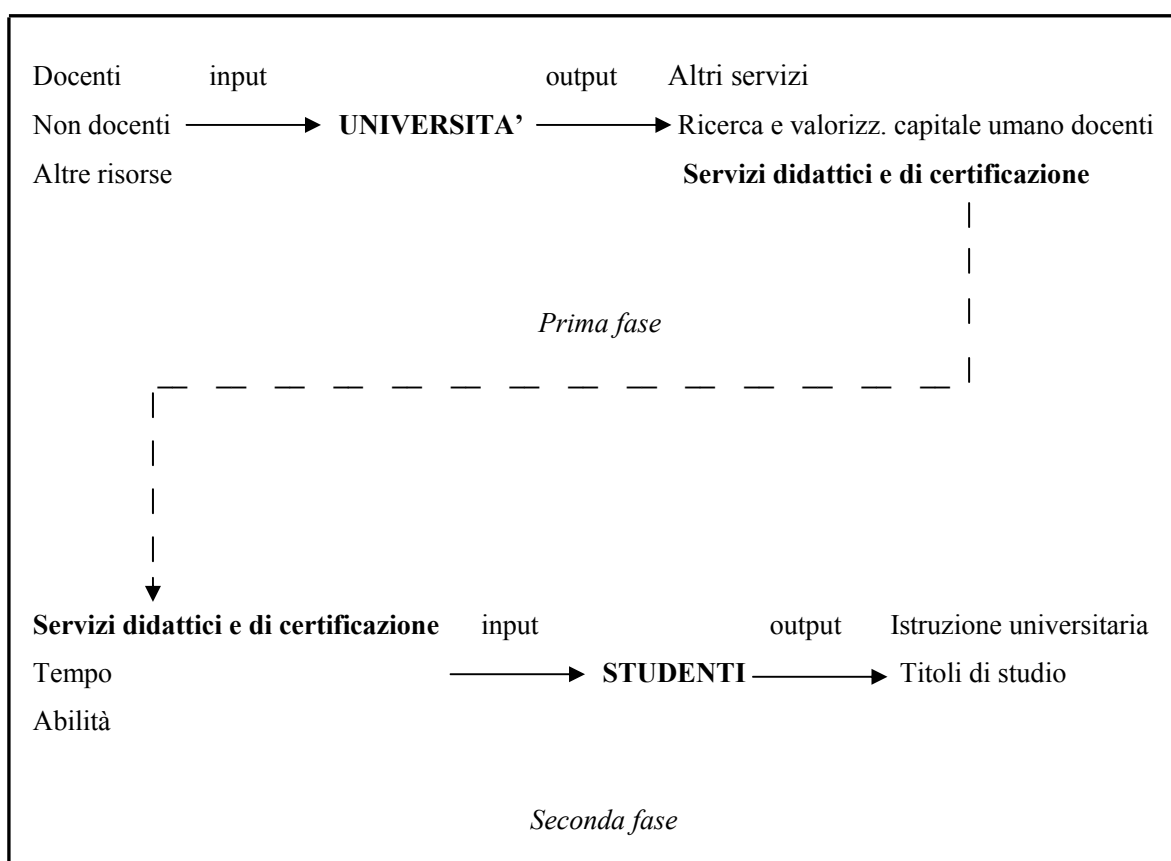 Docenti input output Altri servizi
Non docenti UNIVERSITA’ Ricerca e valorizz. capitale umano docenti
Altre risorse Servizi didattici e di certificazione
Prima fase
Servizi didattici e di certificazione input output Istruzione universitaria
Tempo STUDENTI Titoli di studio
Abilità
Seconda fase